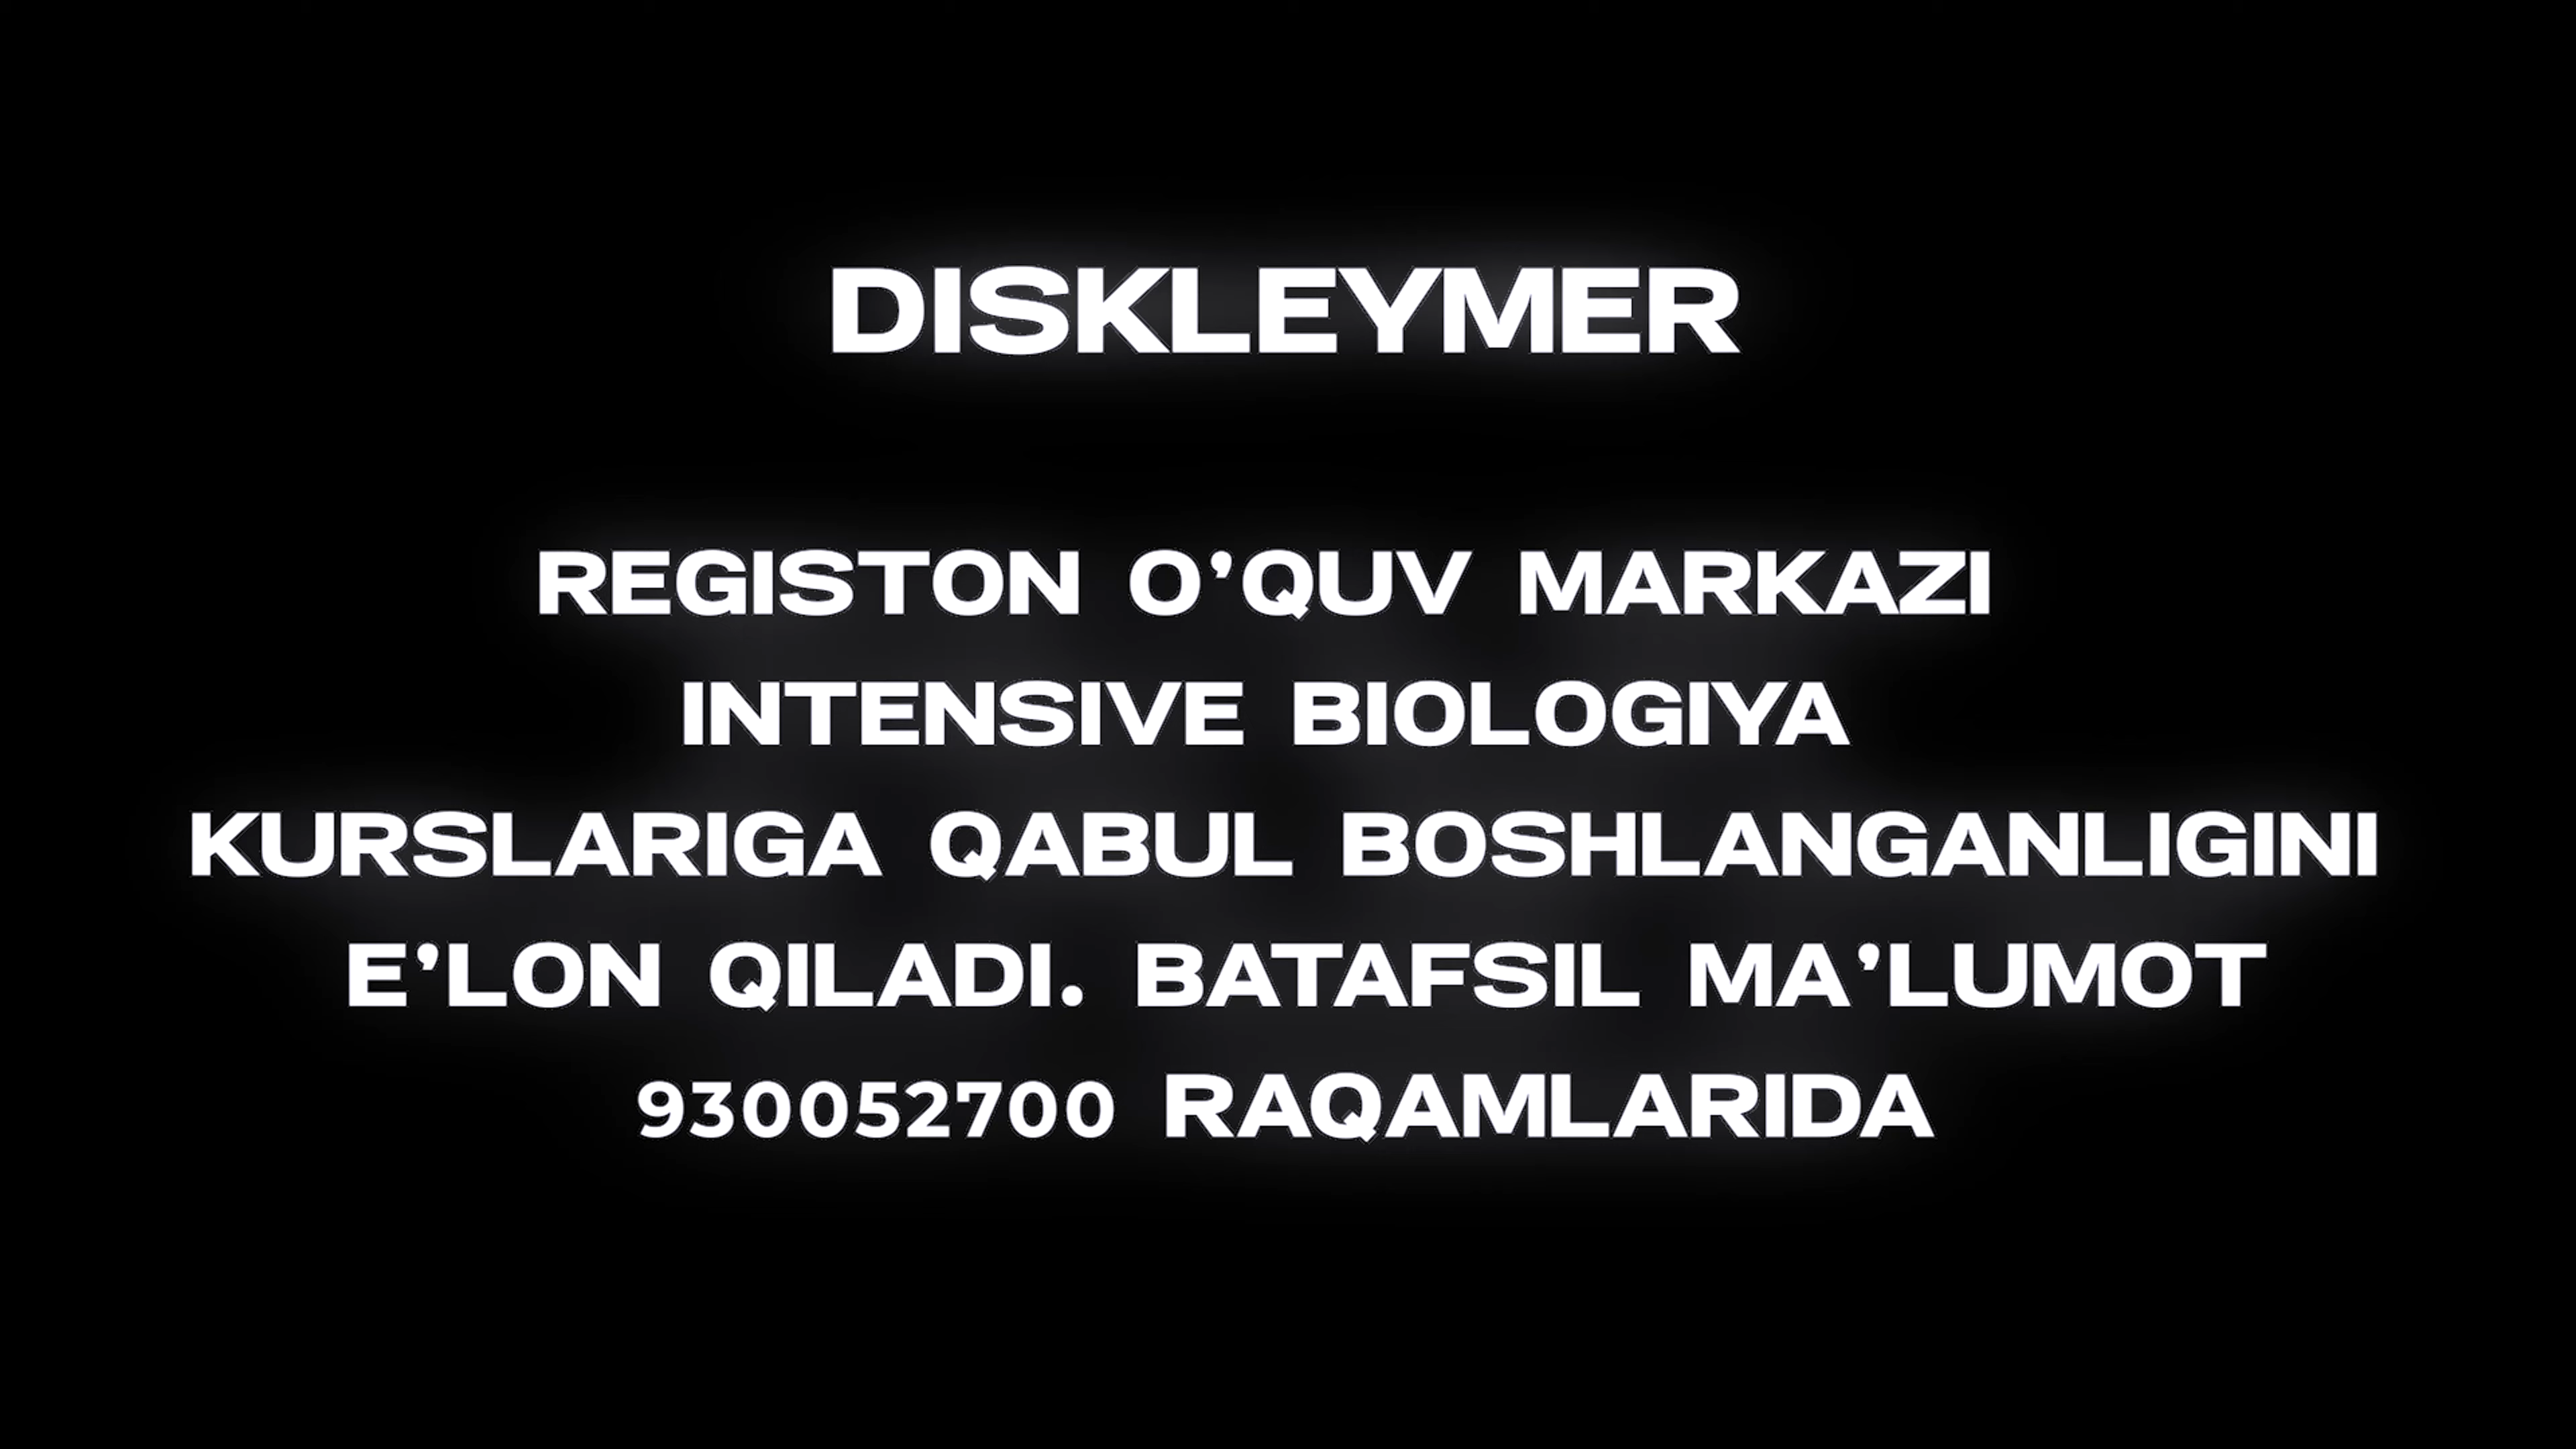 DISKLEYMER
REGISTON O’QUV MARKAZI
INTENSIVE BIOLOGIYA
KURSLARIGA QABUL BOSHLANGANLIGINI
E’LON QILADI. BATAFSIL MA’LUMOT
930052700 RAQAMLARIDA